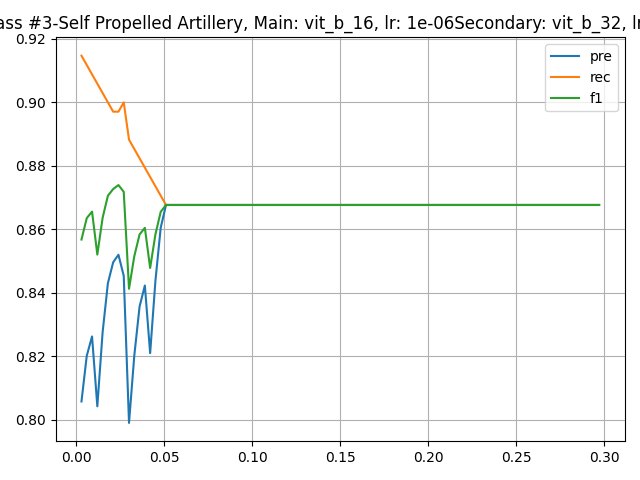 ass #3-Self Propelled Artillery, Main: vit_b_16, lr: 1e-06Secondary: vit_b_32, lr
0.92
0.90
0.88
0.86
0.84
0.82
0.80
pre
rec
f1
0.00 0.05 0.10 0.15 0.20 0.25 0.30